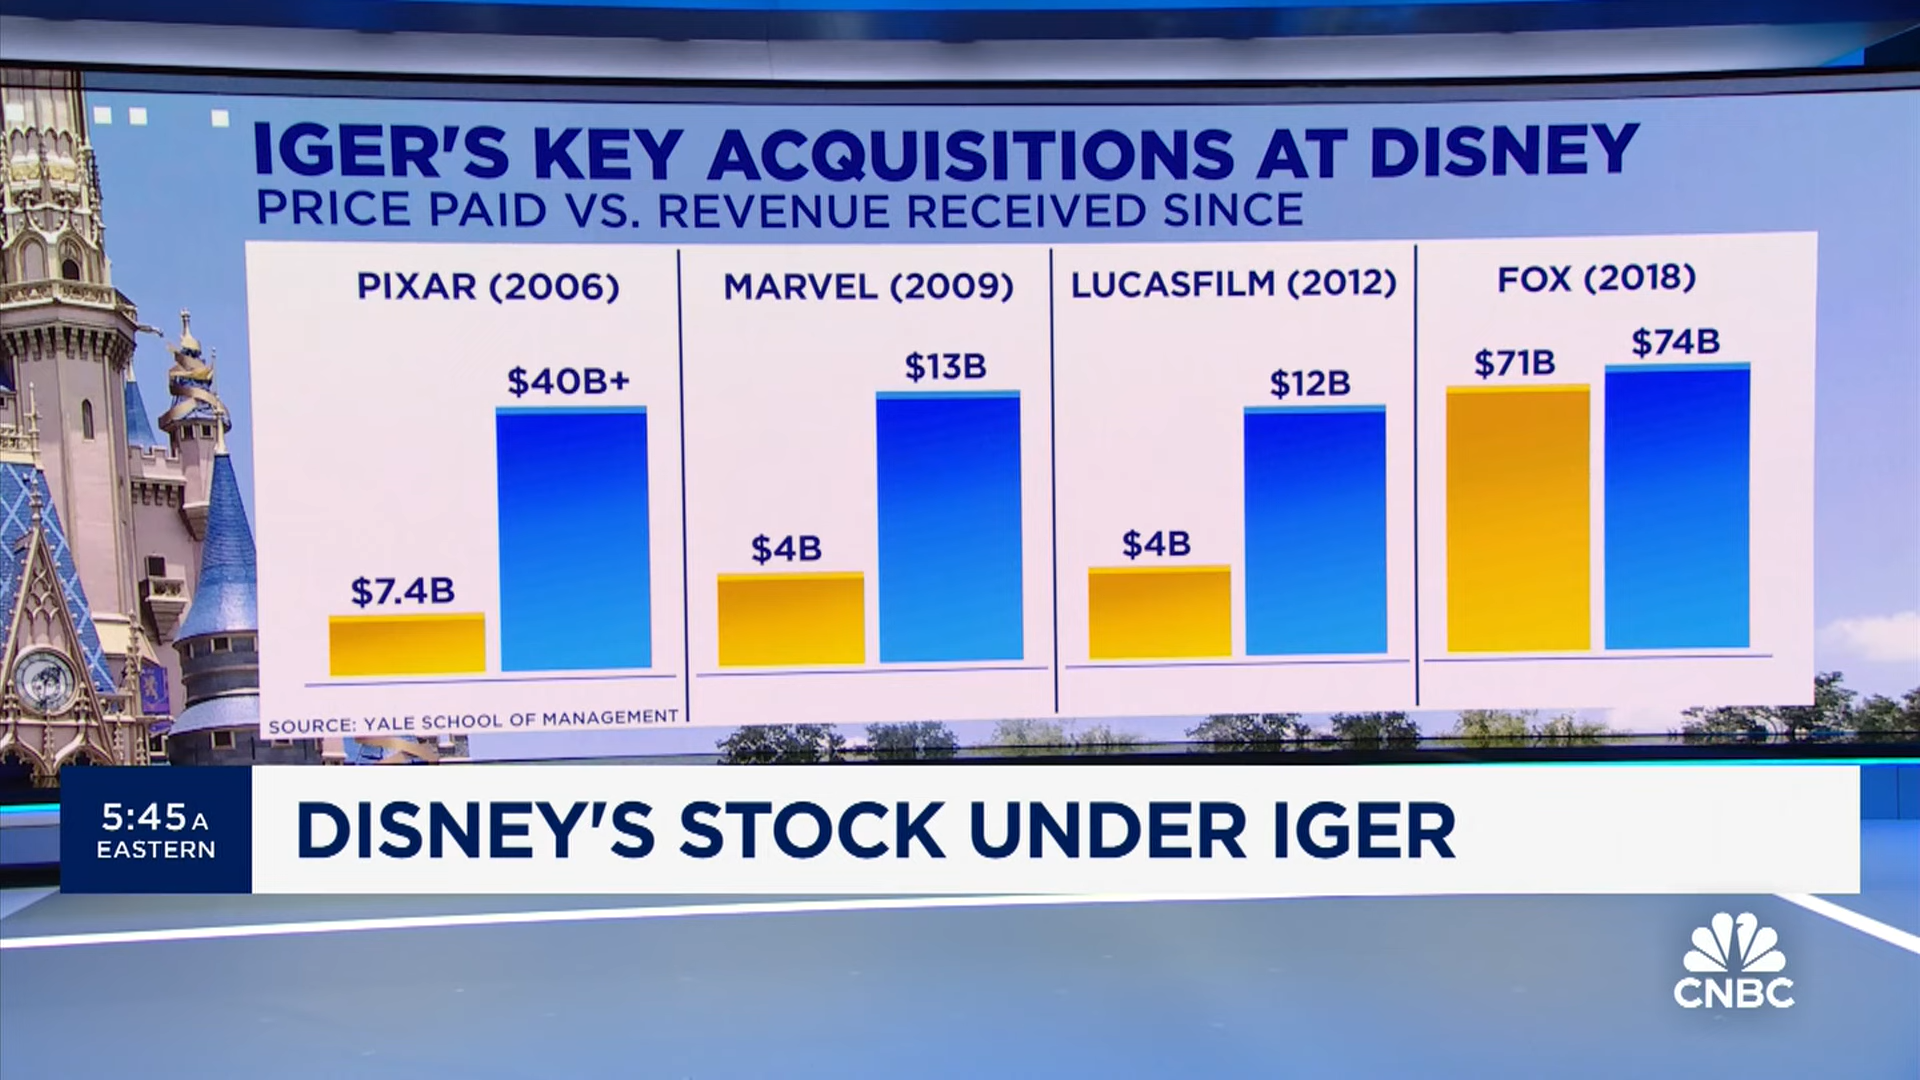 IGER'S KEY ACQUISITIONS AT DISNEY
PRICE PAID VS. REVENUE RECEIVED SINCE
PIXAR (2006)
$7.4B
$40B+
MARVEL (2009)
$4B
$13B
LUCASFILM (2012)
$4B
$12B
FOX (2018)
$71B
$74B
SOURCE: YALE SCHOOL OF MANAGEMENT
5:45 A
EASTERN
DISNEY'S STOCK UNDER IGER
CNBC